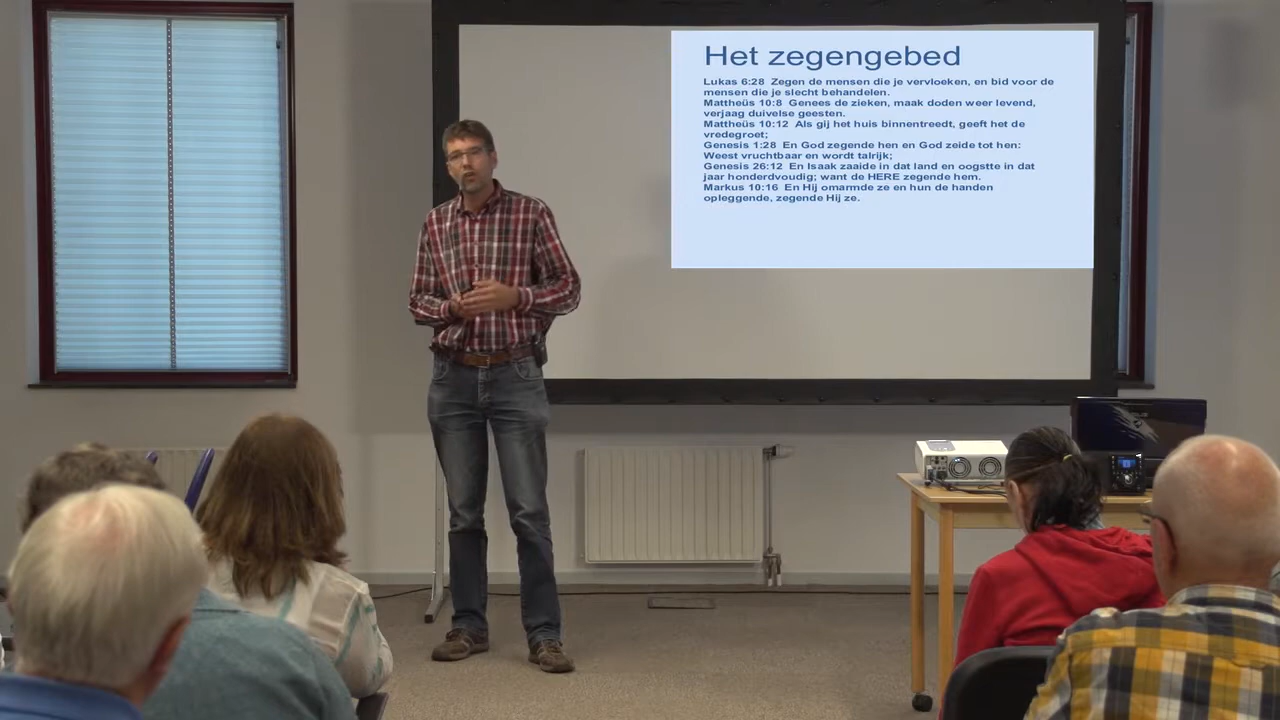 Het zegengebed
Lukas 6:28 Zegen de mensen die je vervloeken, en bid voor de
mensen die je slecht behandelen.
Mattheüs 10:8 Genees de zieken, maak doden weer levend,
verjaag duivelse geesten.
Mattheüs 10:12 Als gij het huis binnentreedt, geeft het de
vredegroet;
Genesis 1:28 En God zegende hen en God zeide tot hen:
Weest vruchtbaar en wordt talrijk;
Genesis 26:12 En Isaak zaaide in dat land en oogstte in dat
jaar honderdvoudig; want de HERE zegende hem.
Markus 10:16 En Hij omarmde ze en hun de handen
opleggende, zegende Hij ze.